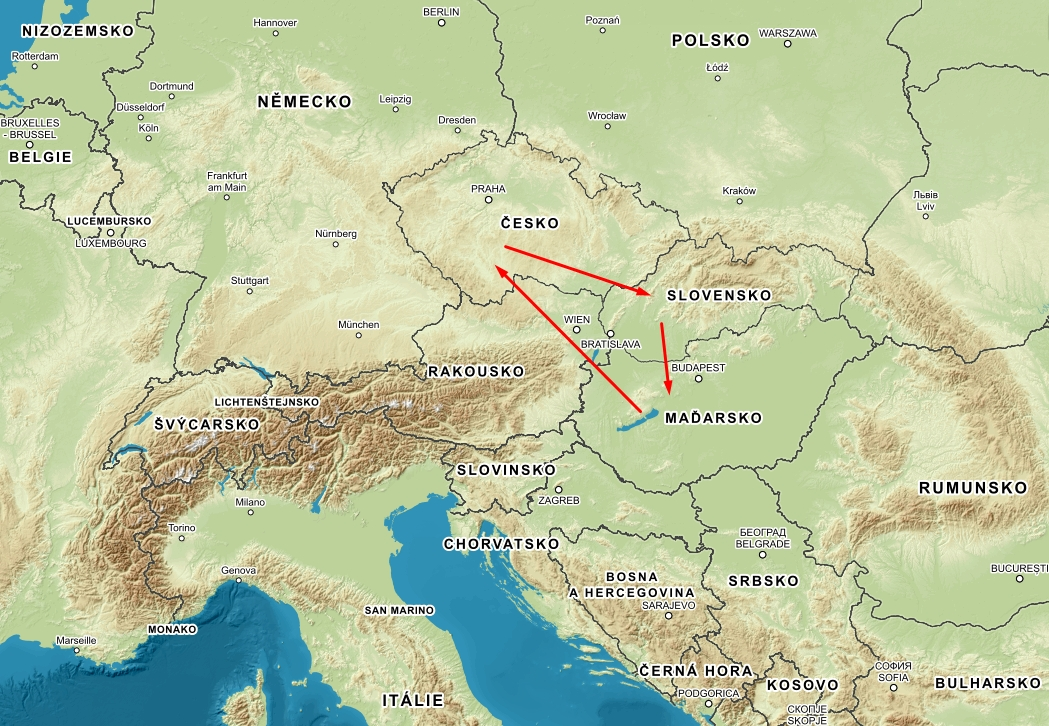 BERLIN
NIZOZEMSKO
Hannover
Poznań
POLSKO
WARSZAWA
Rotterdam
Łódź
Dortmund
NĚMECKO
Leipzig
Düsseldorf
Köln
Dresden
Wrocław
BRUXELLES
- BRUSSEL
BELGIE
Frankfurt
am Main
PRAHA
Kraków
Львів
Lviv
LUCEMBURSKO
LUXEMBOURG
ČESKO
Nürnberg
Stuttgart
SLOVENSKO
München
WIEN
BRATISLAVA
BUDAPEST
RAKOUSKO
LICHTENŠTEJNSKO
ŠVÝCARSKO
MAĎARSKO
SLOVINSKO
ZAGREB
RUMUNSKO
Milano
Torino
CHORVATSKO
БЕОГРАД
BELGRADE
Genova
BOSNA
A HERCEGOVINA
SARAJEVO
SRBSKO
BUCUREȘTI
SAN MARINO
MONAKO
Marseille
ČERNÁ HORA
PODGORICA
KOSOVO
СОФИЯ
SOFIA
BULHARSKO
ITÁLIE
СКОПЈЕ
SKOPJE